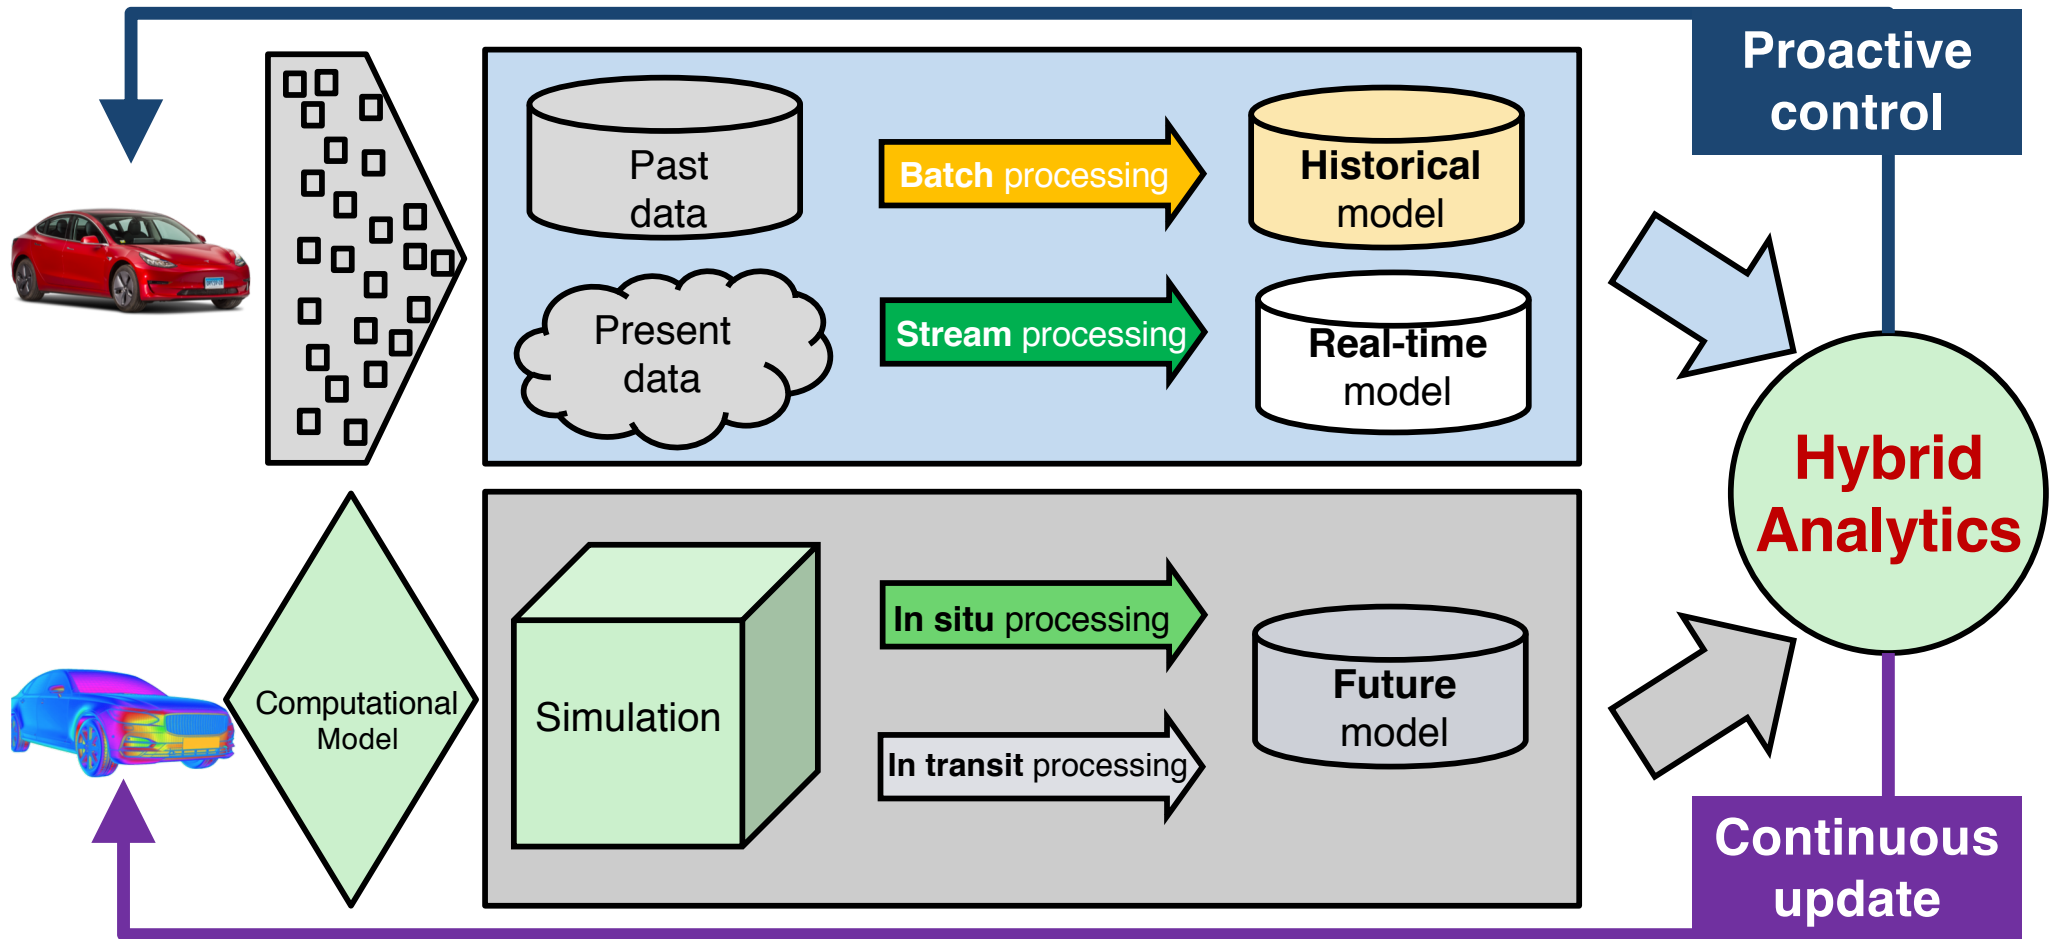 Proactive
control
Past
data
Batch processing
Historical
model
Present
data
Stream processing
Real-time
model
Hybrid
Analytics
Computational
Model
Simulation
In situ processing
In transit processing
Future
model
Continuous
update